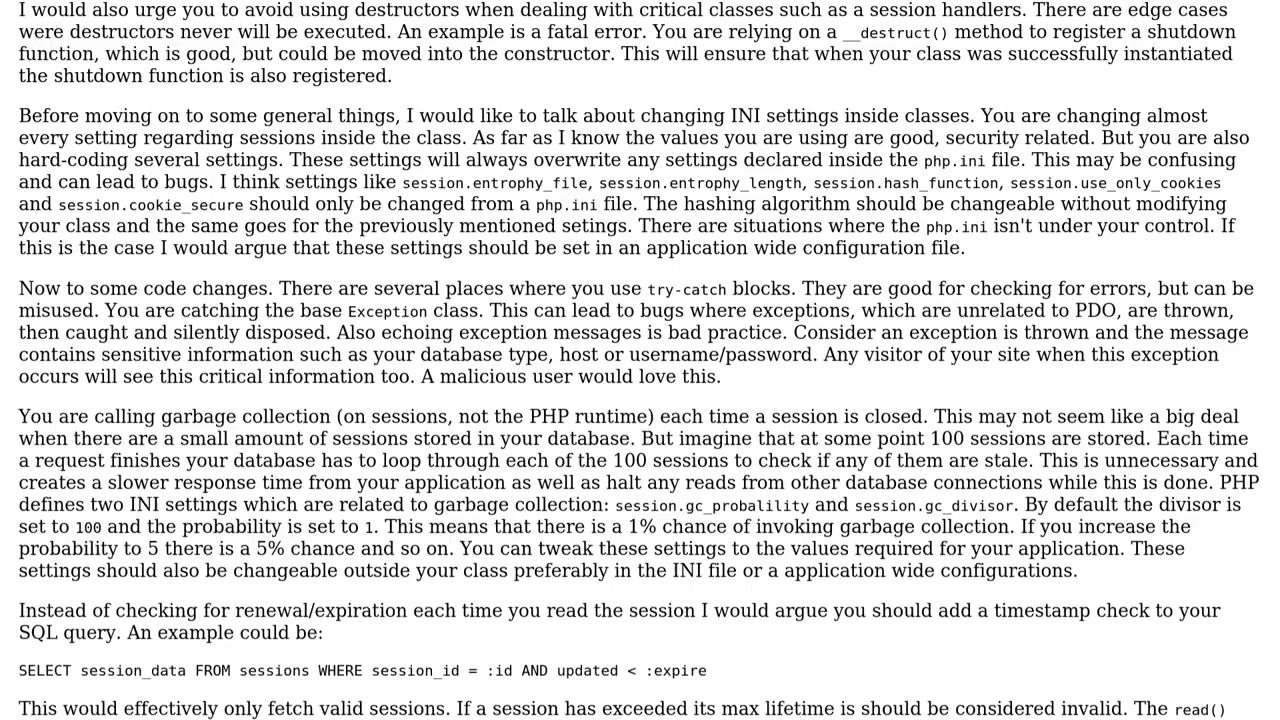 I would also urge you to avoid using destructors when dealing with critical classes such as a session handlers. There are edge cases
were destructors never will be executed. An example is a fatal error. You are relying on a __destruct() method to register a shutdown
function, which is good, but could be moved into the constructor. This will ensure that when your class was successfully instantiated
the shutdown function is also registered.
Before moving on to some general things, I would like to talk about changing INI settings inside classes. You are changing almost
every setting regarding sessions inside the class. As far as I know the values you are using are good, security related. But you are also
hard-coding several settings. These settings will always overwrite any settings declared inside the php.ini file. This may be confusing
and can lead to bugs. I think settings like session.entrophy_file, session.entrophy_length, session.hash_function, session.use_only_cookies
and session.cookie_secure should only be changed from a php.ini file. The hashing algorithm should be changeable without modifying
your class and the same goes for the previously mentioned setings. There are situations where the php.ini isn't under your control. If
this is the case I would argue that these settings should be set in an application wide configuration file.
Now to some code changes. There are several places where you use try-catch blocks. They are good for checking for errors, but can be
misused. You are catching the base Exception class. This can lead to bugs where exceptions, which are unrelated to PDO, are thrown,
then caught and silently disposed. Also echoing exception messages is bad practice. Consider an exception is thrown and the message
contains sensitive information such as your database type, host or username/password. Any visitor of your site when this exception
occurs will see this critical information too. A malicious user would love this.
You are calling garbage collection (on sessions, not the PHP runtime) each time a session is closed. This may not seem like a big deal
when there are a small amount of sessions stored in your database. But imagine that at some point 100 sessions are stored. Each time
a request finishes your database has to loop through each of the 100 sessions to check if any of them are stale. This is unnecessary and
creates a slower response time from your application as well as halt any reads from other database connections while this is done. PHP
defines two INI settings which are related to garbage collection: session.gc_probalility and session.gc_divisor. By default the divisor is
set to 100 and the probability is set to 1. This means that there is a 1% chance of invoking garbage collection. If you increase the
probability to 5 there is a 5% chance and so on. You can tweak these settings to the values required for your application. These
settings should also be changeable outside your class preferably in the INI file or a application wide configurations.
Instead of checking for renewal/expiration each time you read the session I would argue you should add a timestamp check to your
SQL query. An example could be:
SELECT session_data FROM sessions WHERE session_id = :id AND updated < :expire
This would effectively only fetch valid sessions. If a session has exceeded its max lifetime is should be considered invalid. The read()